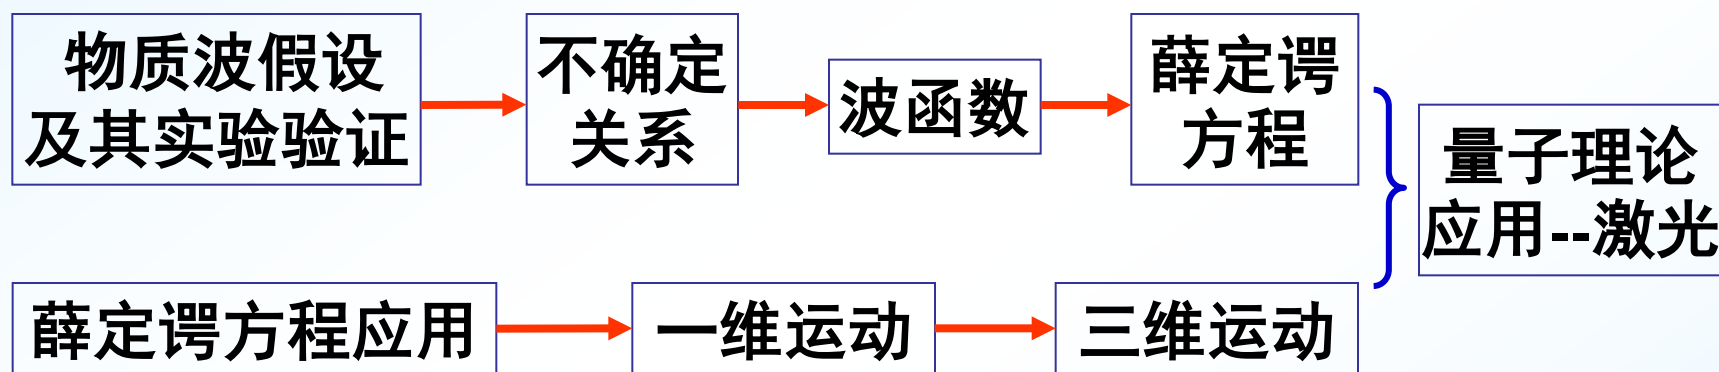 物质波假设
及其实验验证
不确定
关系
波函数
薛定谔
方程
量子理论
应用--激光
薛定谔方程应用
一维运动
三维运动